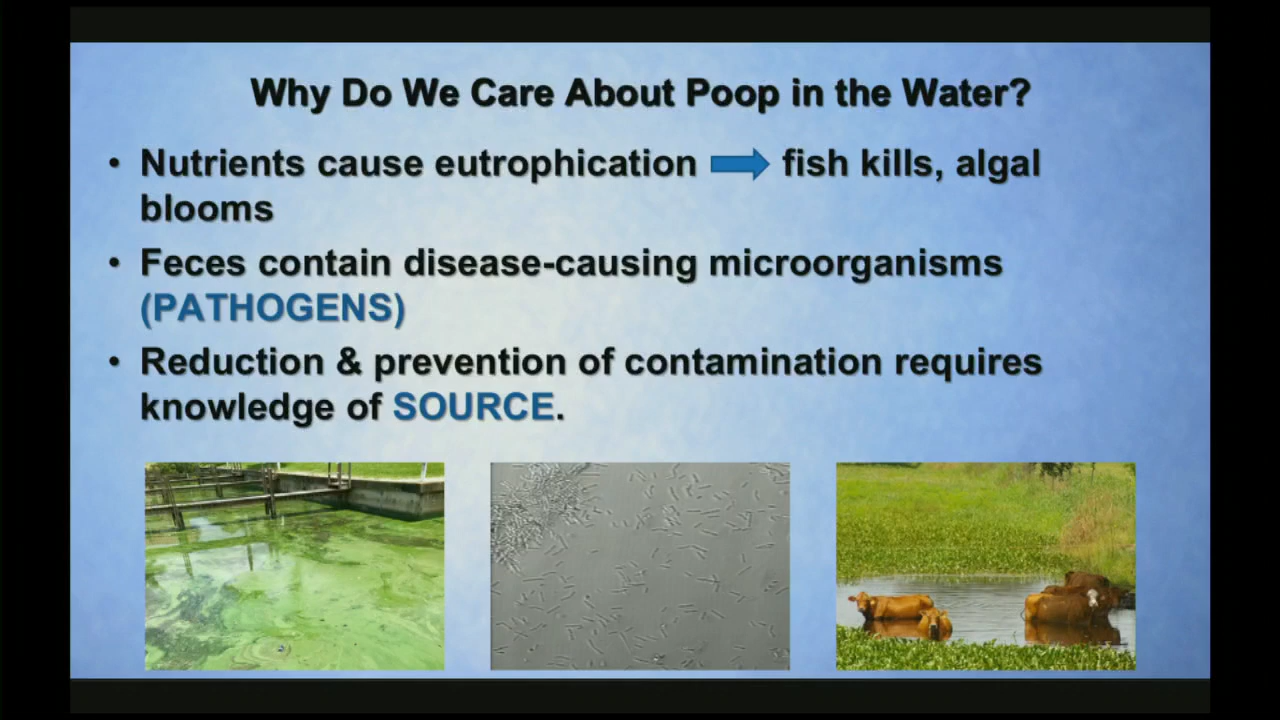 Why Do We Care About Poop in the Water?
• Nutrients cause eutrophication fish kills, algal
blooms
• Feces contain disease-causing microorganisms
(PATHOGENS)
• Reduction & prevention of contamination requires
knowledge of SOURCE.